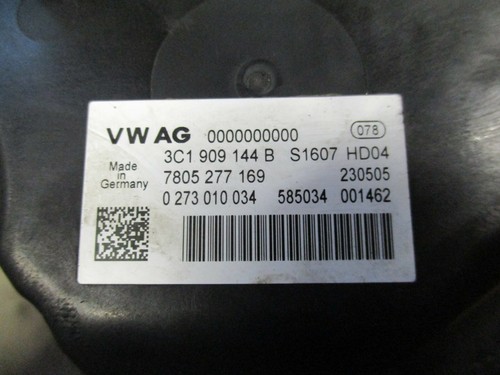 VW AG 0000000000 078
3C1 909 144 B S1607 HD04
Made in Germany
7805 277 169 230505
0 273 010 034 585034 001462